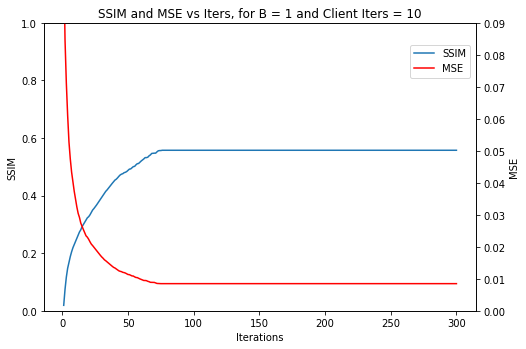 SSIM and MSE vs Iters, for B = 1 and Client Iters = 10
1.0
0.8
0.6
0.4
0.2
0.0
SSIM
0.09
0.08
0.07
0.06
0.05
0.04
0.03
0.02
0.01
0.00
MSE
SSIM
MSE
0 50 100 150 200 250 300
Iterations